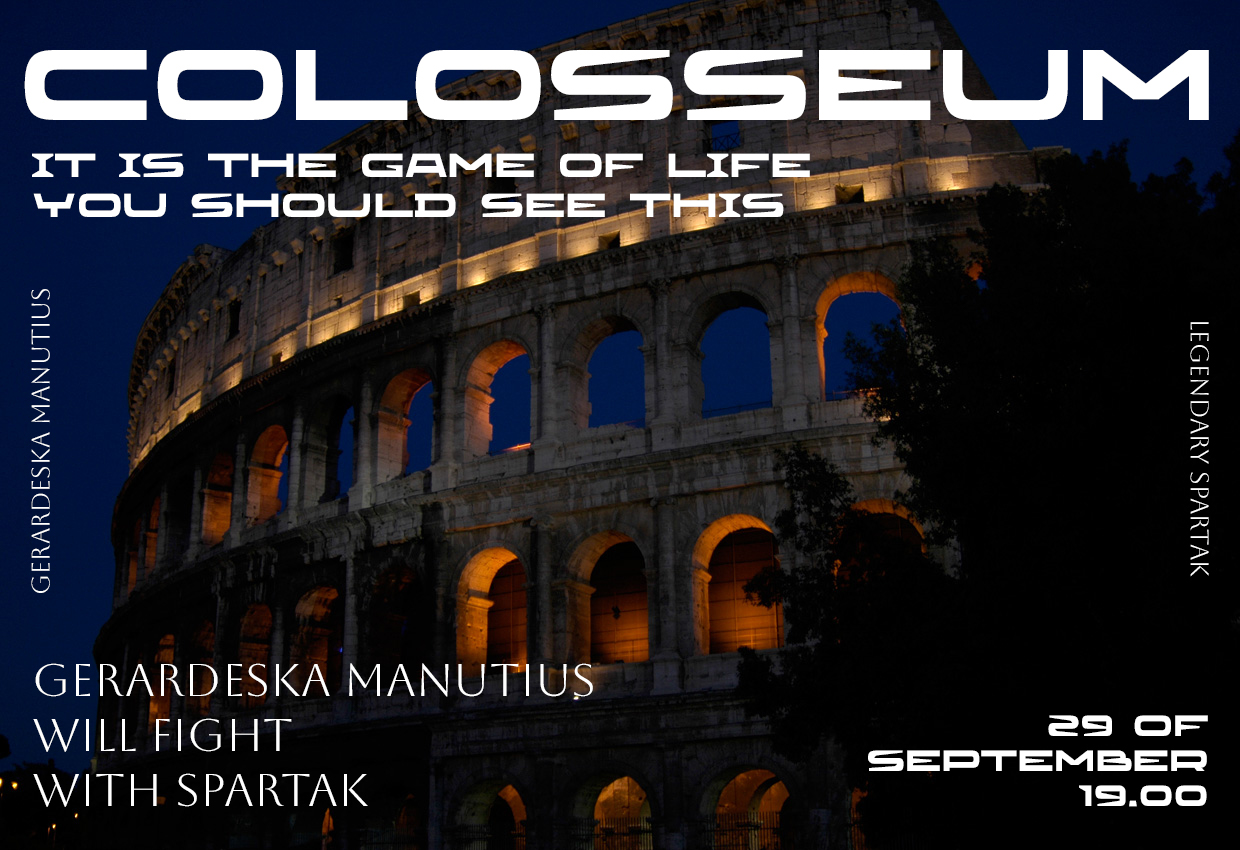 COLOSSEUM
IT IS THE GAME OF LIFE
YOU SHOULD SEE THIS
GERARDESKA MANUTIUS
LEGENDARY SPARTAK
GERARDESKA MANUTIUS
WILL FIGHT
WITH SPARTAK
29 OF
SEPTEMBER
19.00